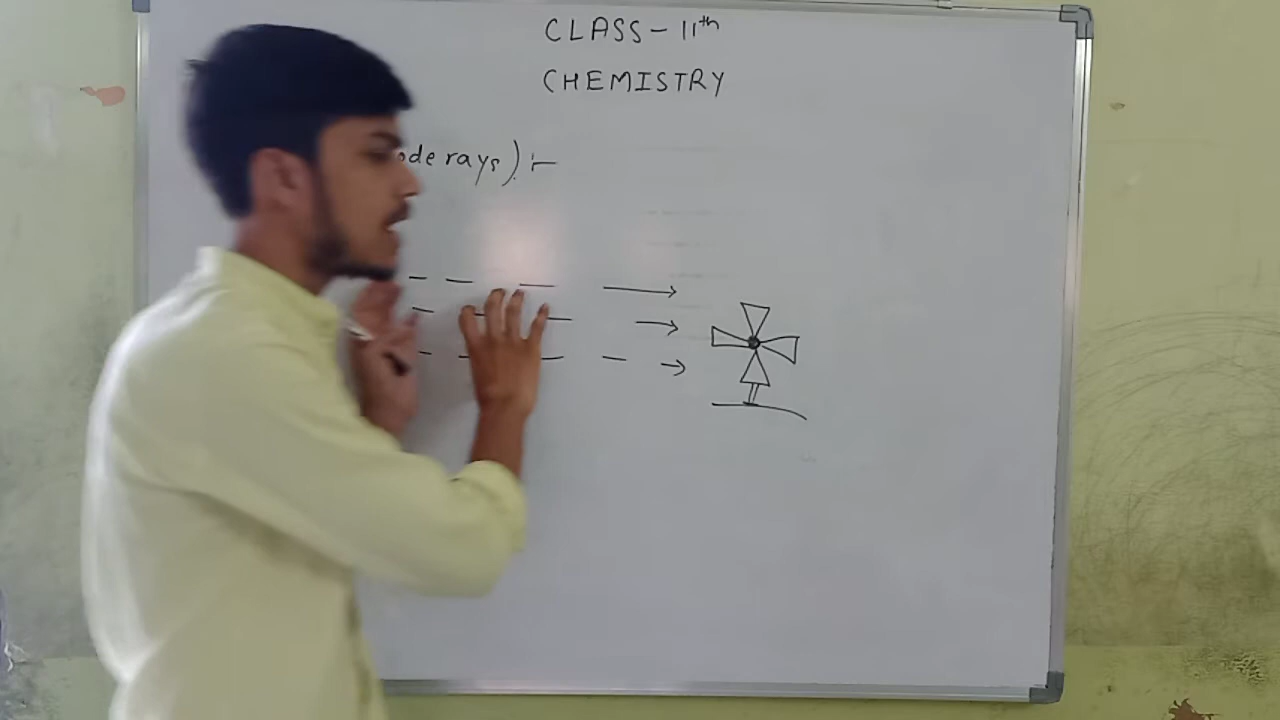 CLASS - 11th
CHEMISTRY
ode rays) :-